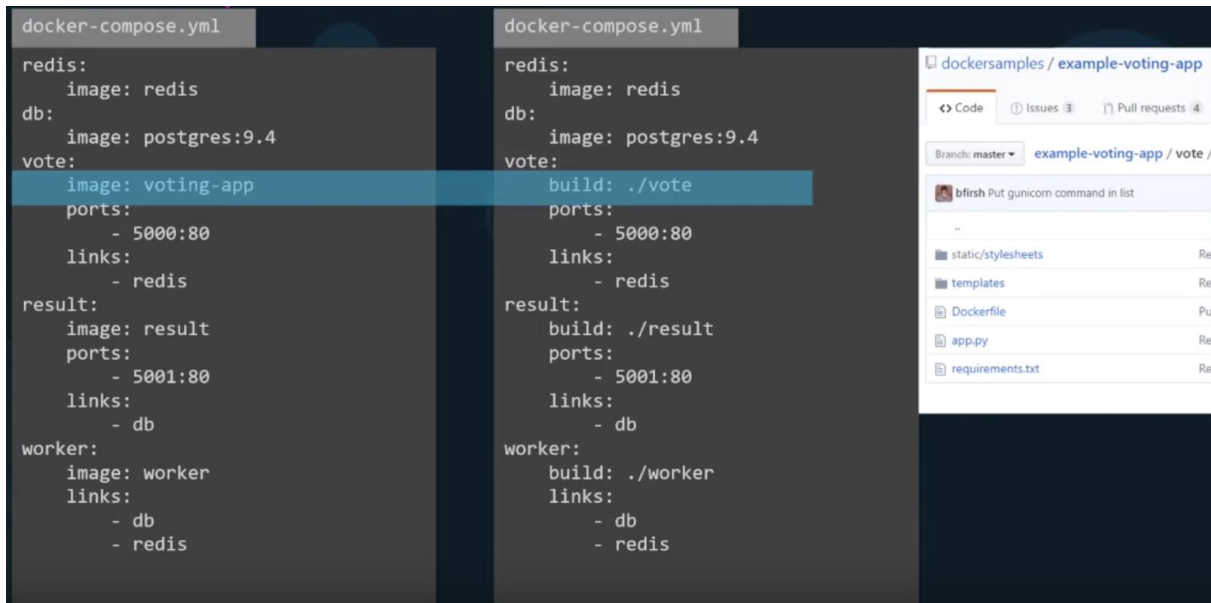 docker-compose.yml
redis:
    image: redis
db:
    image: postgres:9.4
vote:
    image: voting-app
    ports:
        - 5000:80
    links:
        - redis
result:
    image: result
    ports:
        - 5001:80
    links:
        - db
worker:
    image: worker
    links:
        - db
        - redis
docker-compose.yml
redis:
    image: redis
db:
    image: postgres:9.4
vote:
    build: ./vote
    ports:
        - 5000:80
    links:
        - redis
result:
    build: ./result
    ports:
        - 5001:80
    links:
        - db
worker:
    build: ./worker
    links:
        - db
        - redis
dockersamples / example-voting-app
<> Code Issues 3 Pull requests 4
Branch: master example-voting-app / vote /
bfirsh Put gunicorn command in list
..
static/stylesheets Re
templates Re
Dockerfile Pu
app.py Re
requirements.txt Re